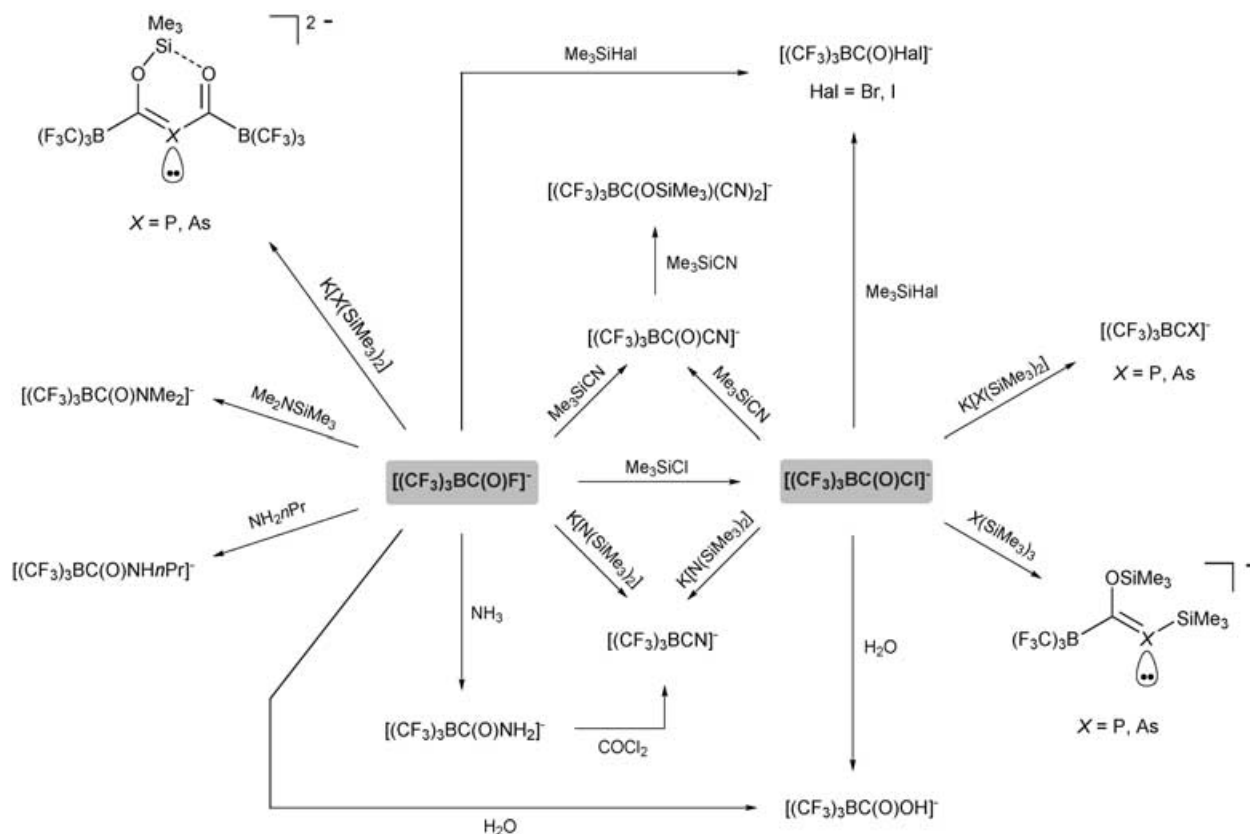 Me₃
Si
2 -
O
O
(F₃C)₃B
X
B(CF₃)₃
X = P, As
Me₃SiHal
[(CF₃)₃BC(O)Hal]⁻
Hal = Br, I
[(CF₃)₃BC(OSiMe₃)(CN)₂]⁻
Me₃SiCN
Me₃SiHal
K[X(SiMe₃)₂]
[(CF₃)₃BC(O)CN]⁻
[(CF₃)₃BCX]⁻
X = P, As
K[X(SiMe₃)₂]
[(CF₃)₃BC(O)NMe₂]⁻
Me₂NSiMe₃
Me₃SiCN
Me₃SiCN
[(CF₃)₃BC(O)F]⁻
Me₃SiCl
[(CF₃)₃BC(O)Cl]⁻
NH₂nPr
[(CF₃)₃BC(O)NHnPr]⁻
K[N(SiMe₃)₂]
K[N(SiMe₃)₂]
X(SiMe₃)₃
-
OSiMe₃
SiMe₃
(F₃C)₃B
X
X = P, As
NH₃
[(CF₃)₃BCN]⁻
H₂O
[(CF₃)₃BC(O)NH₂]⁻
COCl₂
H₂O
[(CF₃)₃BC(O)OH]⁻